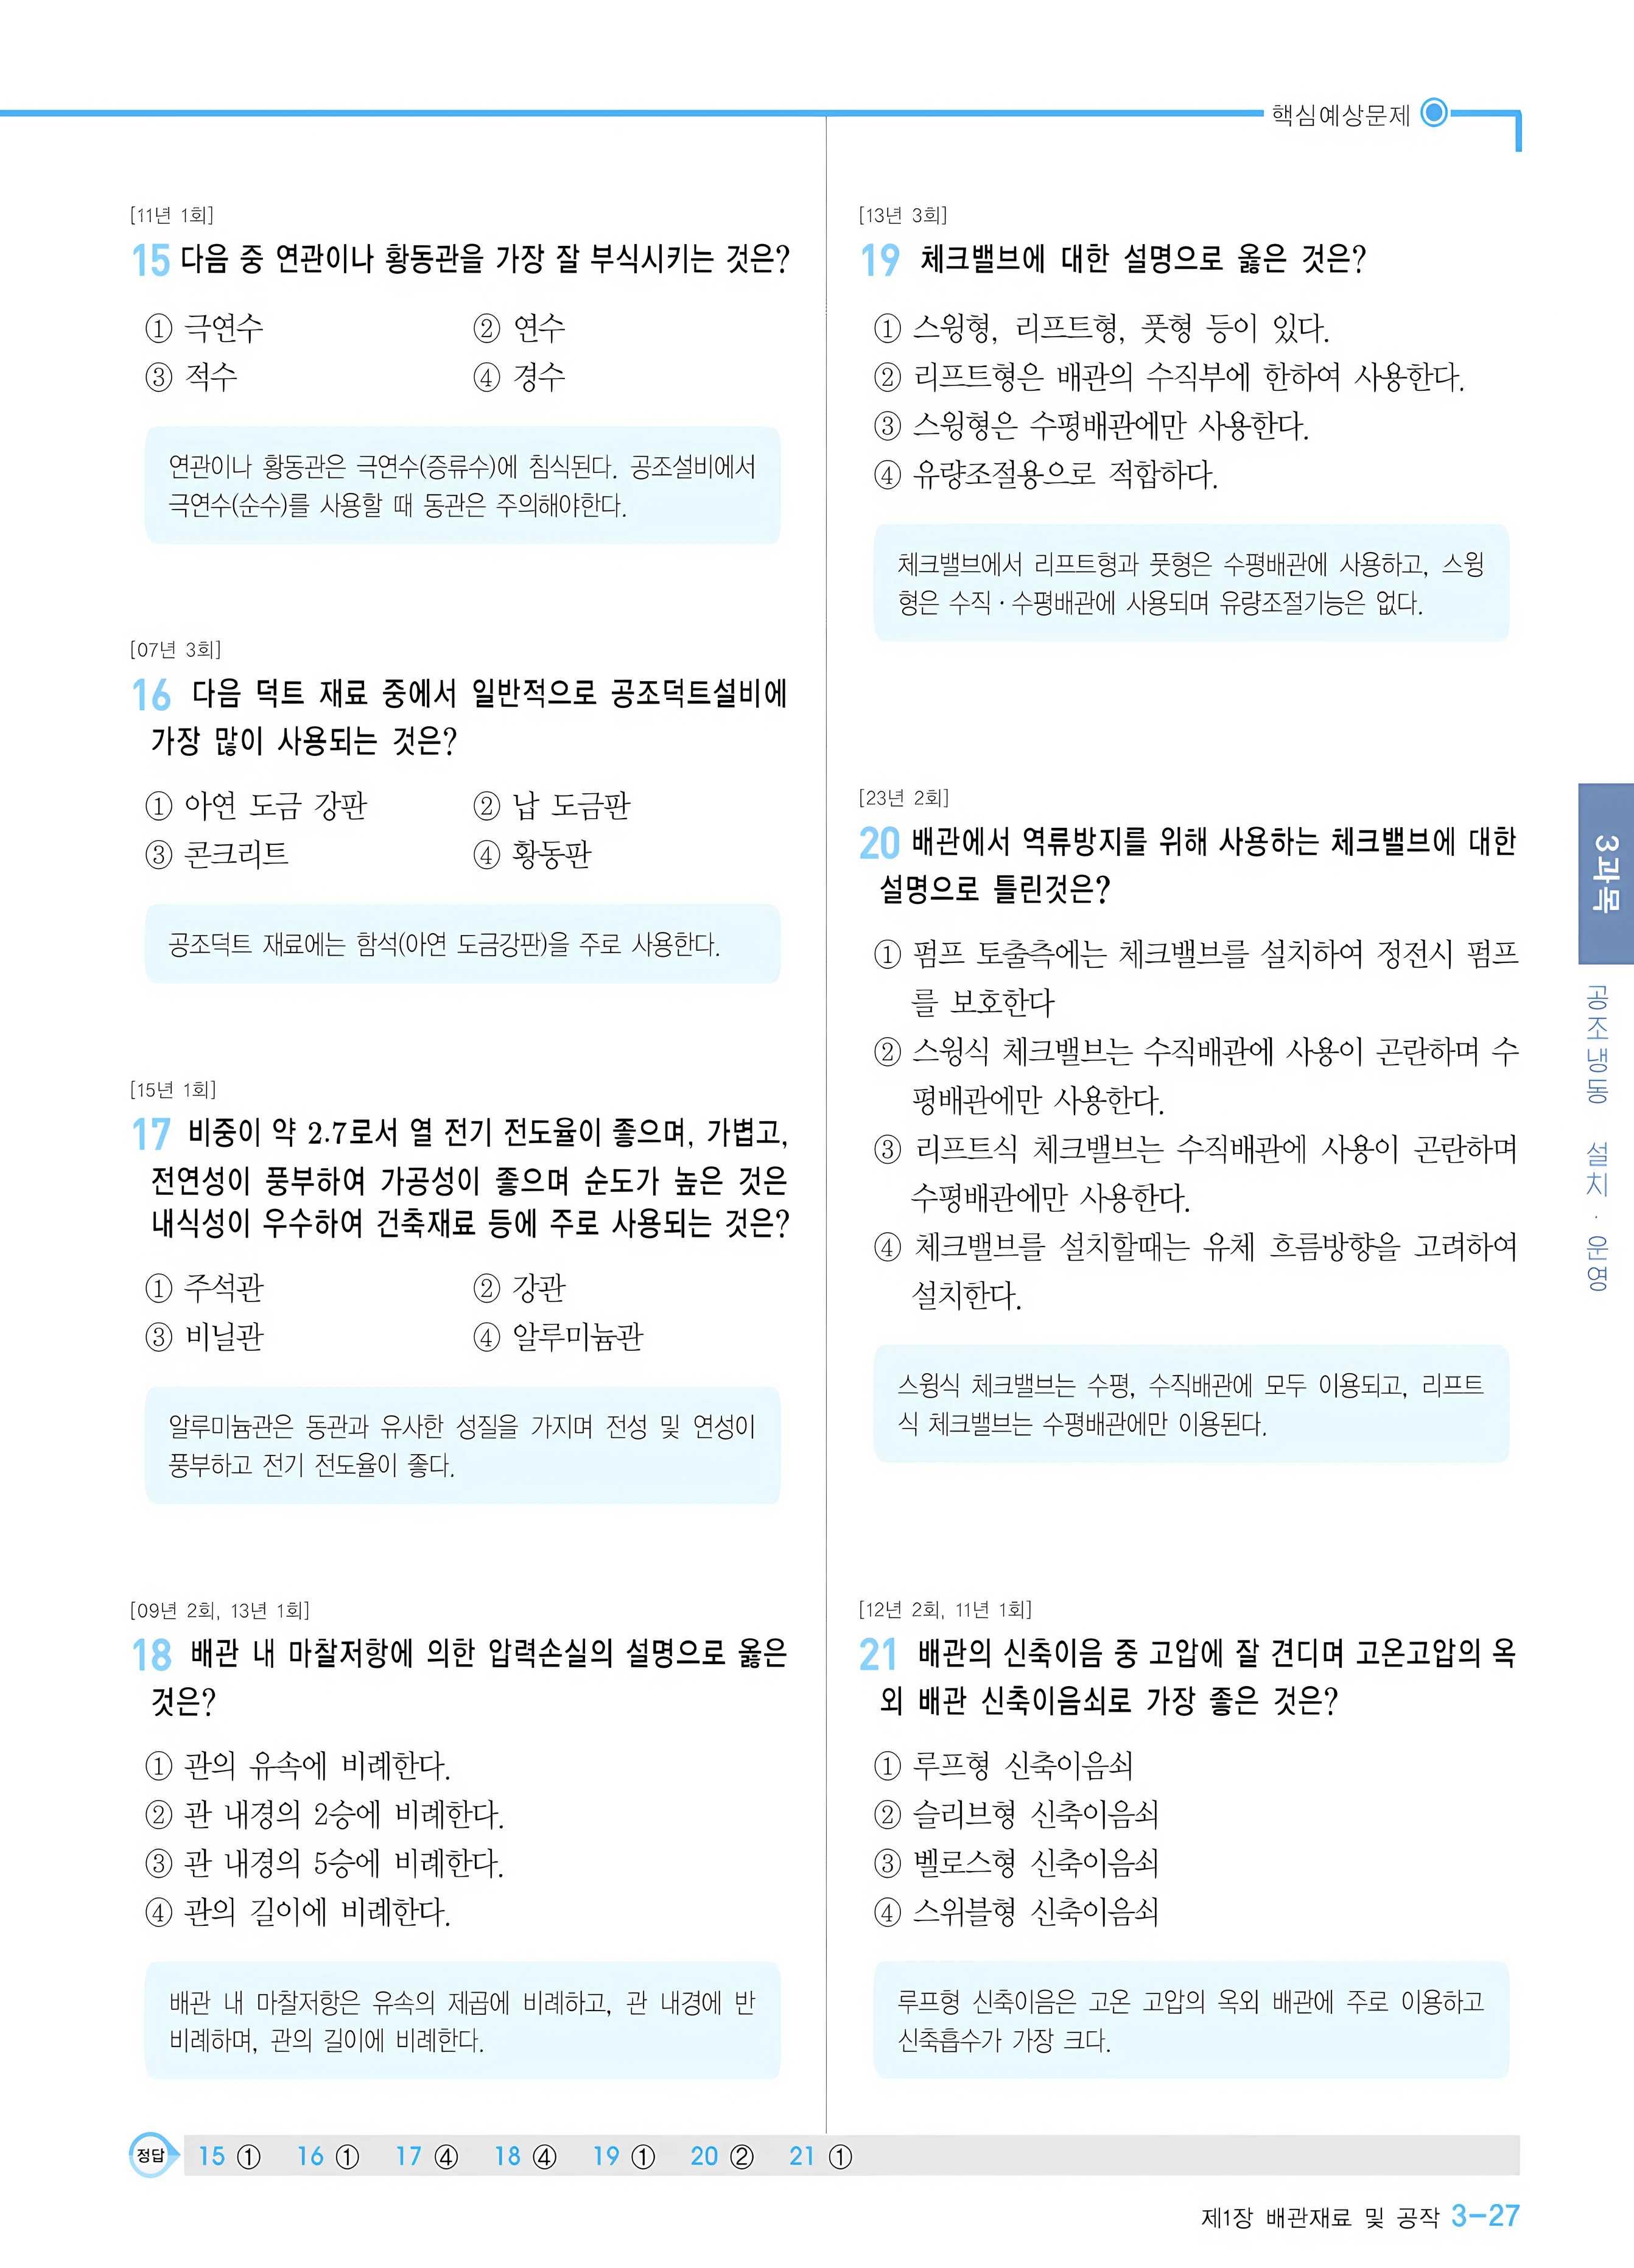 핵심예상문제
[11년 1회]
15 다음 중 연관이나 황동관을 가장 잘 부식시키는 것은?
① 극연수 ② 연수
③ 적수 ④ 경수
연관이나 황동관은 극연수(증류수)에 침식된다. 공조설비에서
극연수(순수)를 사용할 때 동관은 주의해야한다.
[07년 3회]
16 다음 덕트 재료 중에서 일반적으로 공조덕트설비에
가장 많이 사용되는 것은?
① 아연 도금 강판 ② 납 도금판
③ 콘크리트 ④ 황동판
공조덕트 재료에는 함석(아연 도금강판)을 주로 사용한다.
[15년 1회]
17 비중이 약 2.7로서 열 전기 전도율이 좋으며, 가볍고,
전연성이 풍부하여 가공성이 좋으며 순도가 높은 것은
내식성이 우수하여 건축재료 등에 주로 사용되는 것은?
① 주석관 ② 강관
③ 비닐관 ④ 알루미늄관
알루미늄관은 동관과 유사한 성질을 가지며 전성 및 연성이
풍부하고 전기 전도율이 좋다.
[09년 2회, 13년 1회]
18 배관 내 마찰저항에 의한 압력손실의 설명으로 옳은
것은?
① 관의 유속에 비례한다.
② 관 내경의 2승에 비례한다.
③ 관 내경의 5승에 비례한다.
④ 관의 길이에 비례한다.
배관 내 마찰저항은 유속의 제곱에 비례하고, 관 내경에 반
비례하며, 관의 길이에 비례한다.
[13년 3회]
19 체크밸브에 대한 설명으로 옳은 것은?
① 스윙형, 리프트형, 풋형 등이 있다.
② 리프트형은 배관의 수직부에 한하여 사용한다.
③ 스윙형은 수평배관에만 사용한다.
④ 유량조절용으로 적합하다.
체크밸브에서 리프트형과 풋형은 수평배관에 사용하고, 스윙
형은 수직·수평배관에 사용되며 유량조절기능은 없다.
[23년 2회]
20 배관에서 역류방지를 위해 사용하는 체크밸브에 대한
설명으로 틀린것은?
① 펌프 토출측에는 체크밸브를 설치하여 정전시 펌프
를 보호한다
② 스윙식 체크밸브는 수직배관에 사용이 곤란하며 수
평배관에만 사용한다.
③ 리프트식 체크밸브는 수직배관에 사용이 곤란하며
수평배관에만 사용한다.
④ 체크밸브를 설치할때는 유체 흐름방향을 고려하여
설치한다.
스윙식 체크밸브는 수평, 수직배관에 모두 이용되고, 리프트
식 체크밸브는 수평배관에만 이용된다.
[12년 2회, 11년 1회]
21 배관의 신축이음 중 고압에 잘 견디며 고온고압의 옥
외 배관 신축이음쇠로 가장 좋은 것은?
① 루프형 신축이음쇠
② 슬리브형 신축이음쇠
③ 벨로스형 신축이음쇠
④ 스위블형 신축이음쇠
루프형 신축이음은 고온 고압의 옥외 배관에 주로 이용하고
신축흡수가 가장 크다.
3과목
공조냉동 설치·운영
정답 15 ① 16 ① 17 ④ 18 ④ 19 ① 20 ② 21 ①
제1장 배관재료 및 공작 3-27